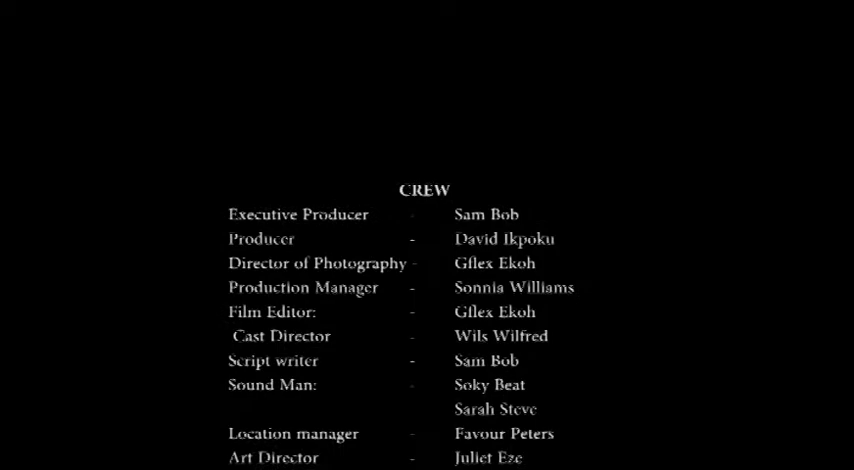 CREW
Executive Producer - Sam Bob
Producer - David Ikpoku
Director of Photography - Gflex Ekoh
Production Manager - Sonnia Williams
Film Editor: - Gflex Ekoh
Cast Director - Wils Wilfred
Script writer - Sam Bob
Sound Man: - Soky Beat
Sarah Steve
Location manager - Favour Peters
Art Director - Juliet Eze